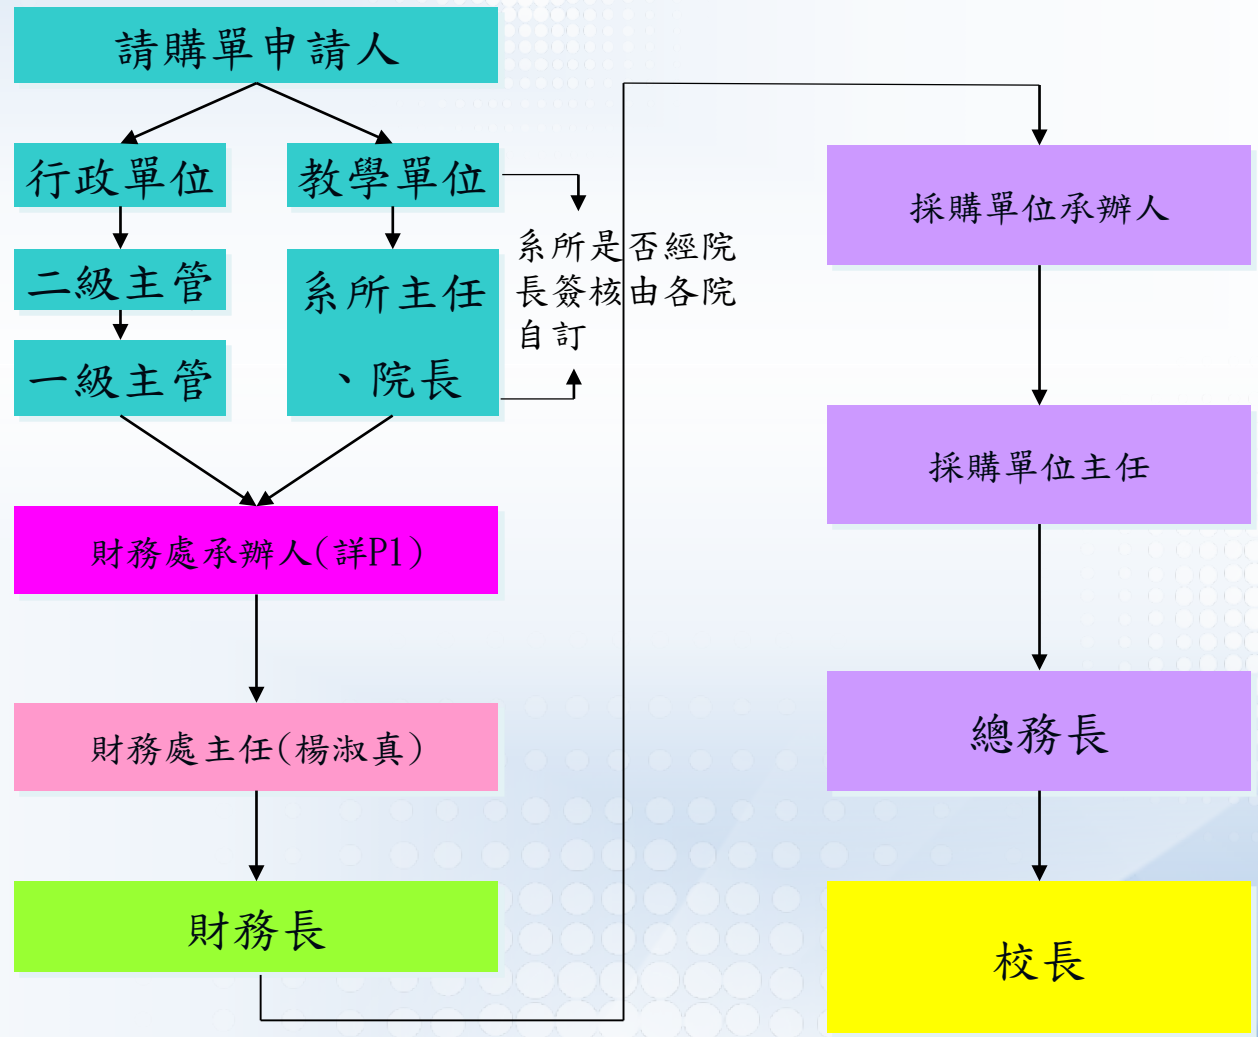 請購單申請人
行政單位
教學單位
二級主管
一級主管
系所主任
、院長
系所是否經院
長簽核由各院
自訂
財務處承辦人(詳P1)
財務處主任(楊淑真)
財務長
採購單位承辦人
採購單位主任
總務長
校長